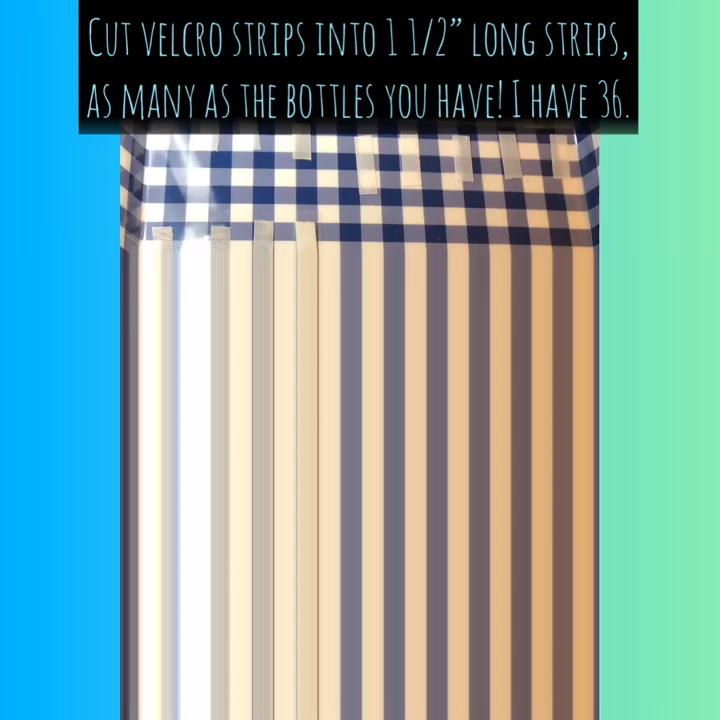 Cut velcro strips into 1 1/2” long strips,
as many as the bottles you have! I have 36.